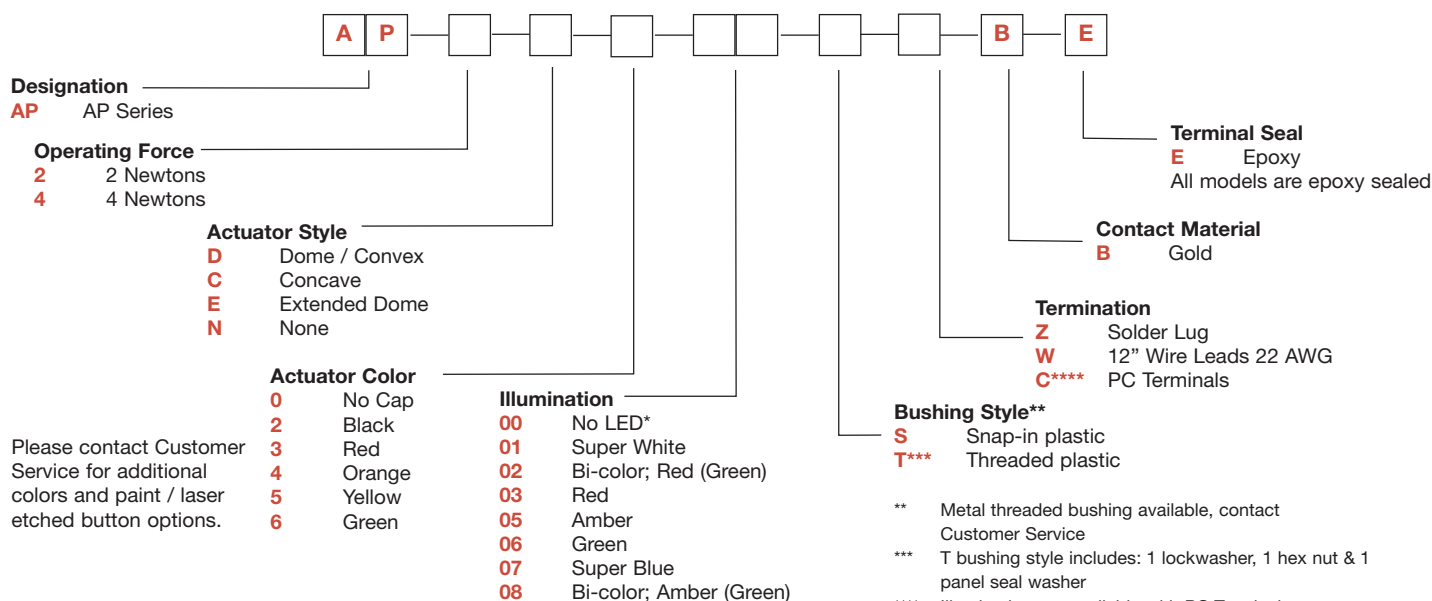 A P B E
Designation
AP AP Series
Operating Force
2 2 Newtons
4 4 Newtons
Actuator Style
D Dome / Convex
C Concave
E Extended Dome
N None
Actuator Color
0 No Cap
2 Black
3 Red
4 Orange
5 Yellow
6 Green
Please contact Customer
Service for additional
colors and paint / laser
etched button options.
Illumination
00 No LED*
01 Super White
02 Bi-color; Red (Green)
03 Red
05 Amber
06 Green
07 Super Blue
08 Bi-color; Amber (Green)
Bushing Style**
S Snap-in plastic
T*** Threaded plastic
Termination
Z Solder Lug
W 12” Wire Leads 22 AWG
C**** PC Terminals
Contact Material
B Gold
Terminal Seal
E Epoxy
All models are epoxy sealed
** Metal threaded bushing available, contact
Customer Service
*** T bushing style includes: 1 lockwasher, 1 hex nut & 1
panel seal washer